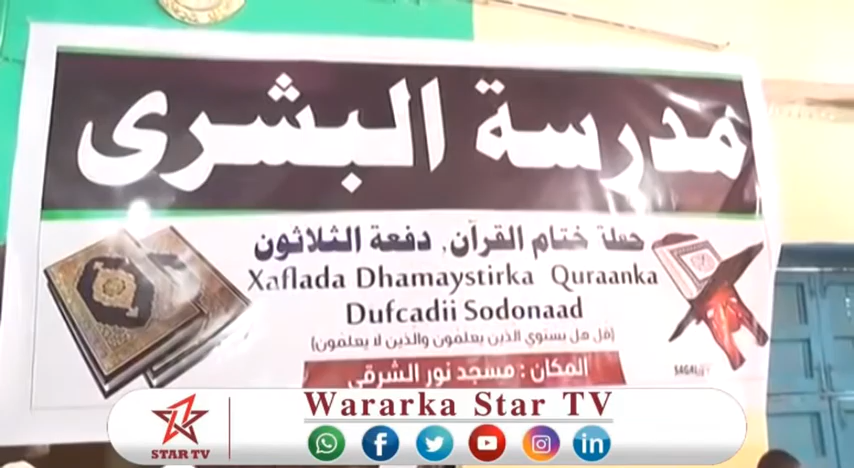 مدرسة البشرى
حفلة ختام القرآن. دفعة الثلاثون
Xaflada Dhamaystirka Quraanka
Dufcadii Sodonaad
(قل هل يستوي الذين يعلمون والذين لا يعلمون)
المكان : مسجد نور الشرقي
Wararka Star TV
STAR TV